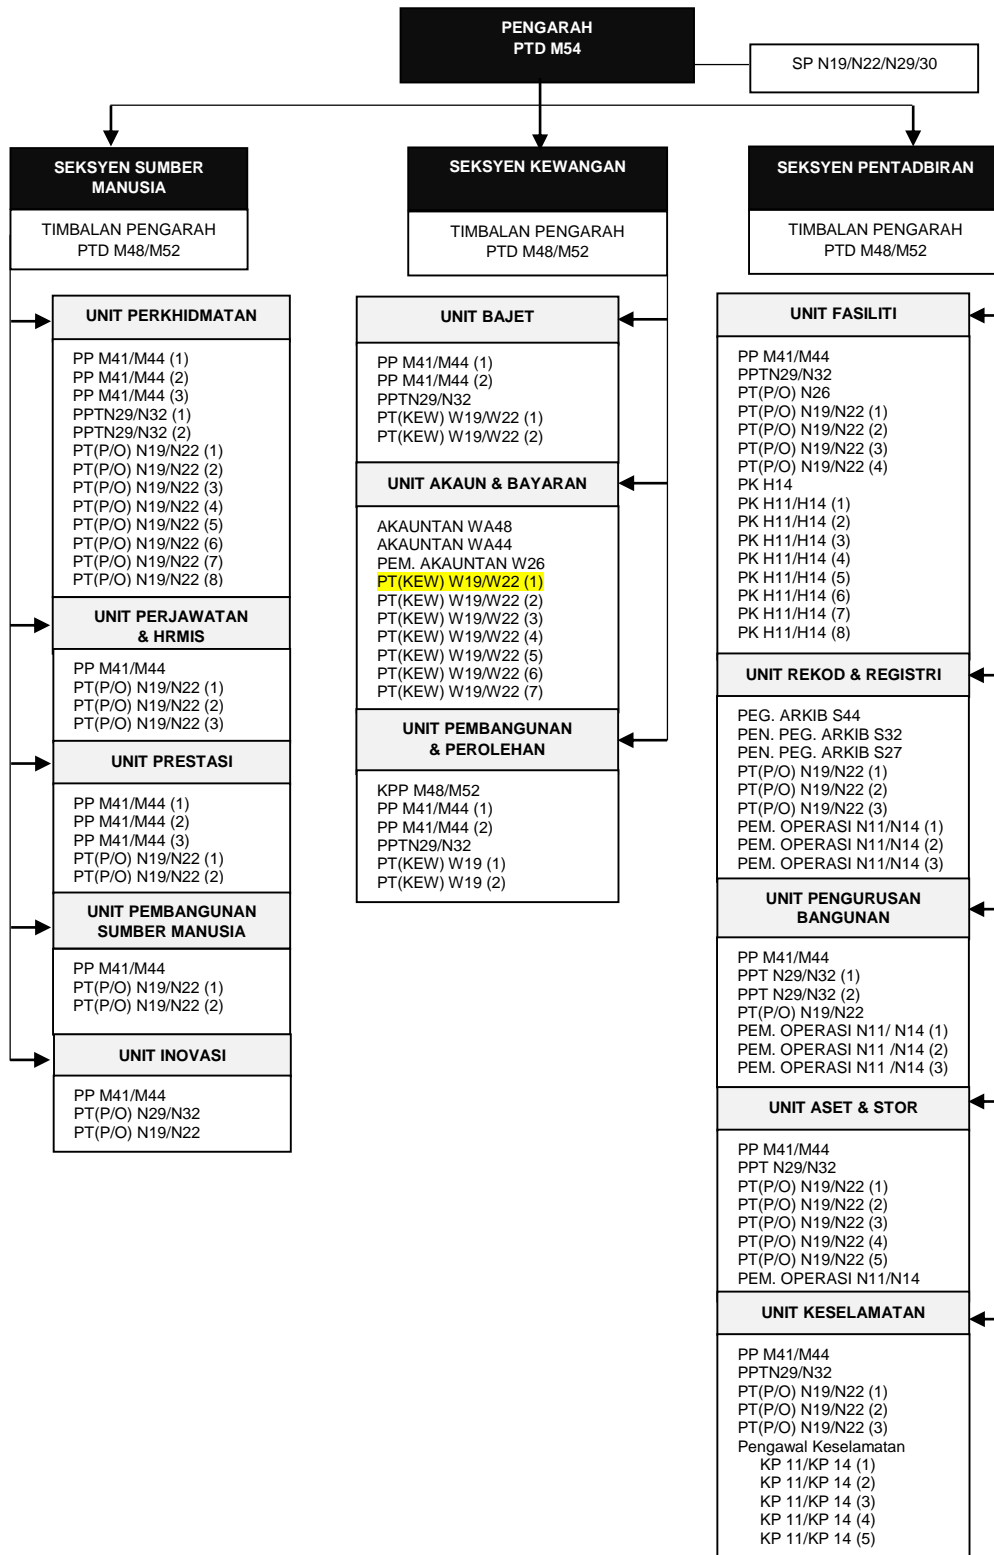 PENGARAH
PTD M54
SP N19/N22/N29/30
SEKSYEN SUMBER
MANUSIA
TIMBALAN PENGARAH
PTD M48/M52
UNIT PERKHIDMATAN
PP M41/M44 (1)
PP M41/M44 (2)
PP M41/M44 (3)
PPTN29/N32 (1)
PPTN29/N32 (2)
PT(P/O) N19/N22 (1)
PT(P/O) N19/N22 (2)
PT(P/O) N19/N22 (3)
PT(P/O) N19/N22 (4)
PT(P/O) N19/N22 (5)
PT(P/O) N19/N22 (6)
PT(P/O) N19/N22 (7)
PT(P/O) N19/N22 (8)
UNIT PERJAWATAN
& HRMIS
PP M41/M44
PT(P/O) N19/N22 (1)
PT(P/O) N19/N22 (2)
PT(P/O) N19/N22 (3)
UNIT PRESTASI
PP M41/M44 (1)
PP M41/M44 (2)
PP M41/M44 (3)
PT(P/O) N19/N22 (1)
PT(P/O) N19/N22 (2)
UNIT PEMBANGUNAN
SUMBER MANUSIA
PP M41/M44
PT(P/O) N19/N22 (1)
PT(P/O) N19/N22 (2)
UNIT INOVASI
PP M41/M44
PT(P/O) N29/N32
PT(P/O) N19/N22
SEKSYEN KEWANGAN
TIMBALAN PENGARAH
PTD M48/M52
UNIT BAJET
PP M41/M44 (1)
PP M41/M44 (2)
PPTN29/N32
PT(KEW) W19/W22 (1)
PT(KEW) W19/W22 (2)
UNIT AKAUN & BAYARAN
AKAUNTAN WA48
AKAUNTAN WA44
PEM. AKAUNTAN W26
PT(KEW) W19/W22 (1)
PT(KEW) W19/W22 (2)
PT(KEW) W19/W22 (3)
PT(KEW) W19/W22 (4)
PT(KEW) W19/W22 (5)
PT(KEW) W19/W22 (6)
PT(KEW) W19/W22 (7)
UNIT PEMBANGUNAN
& PEROLEHAN
KPP M48/M52
PP M41/M44 (1)
PP M41/M44 (2)
PPTN29/N32
PT(KEW) W19 (1)
PT(KEW) W19 (2)
SEKSYEN PENTADBIRAN
TIMBALAN PENGARAH
PTD M48/M52
UNIT FASILITI
PP M41/M44
PPTN29/N32
PT(P/O) N26
PT(P/O) N19/N22 (1)
PT(P/O) N19/N22 (2)
PT(P/O) N19/N22 (3)
PT(P/O) N19/N22 (4)
PK H14
PK H11/H14 (1)
PK H11/H14 (2)
PK H11/H14 (3)
PK H11/H14 (4)
PK H11/H14 (5)
PK H11/H14 (6)
PK H11/H14 (7)
PK H11/H14 (8)
UNIT REKOD & REGISTRI
PEG. ARKIB S44
PEN. PEG. ARKIB S32
PEN. PEG. ARKIB S27
PT(P/O) N19/N22 (1)
PT(P/O) N19/N22 (2)
PT(P/O) N19/N22 (3)
PEM. OPERASI N11/N14 (1)
PEM. OPERASI N11/N14 (2)
PEM. OPERASI N11/N14 (3)
UNIT PENGURUSAN
BANGUNAN
PP M41/M44
PPT N29/N32 (1)
PPT N29/N32 (2)
PT(P/O) N19/N22
PEM. OPERASI N11/ N14 (1)
PEM. OPERASI N11 /N14 (2)
PEM. OPERASI N11 /N14 (3)
UNIT ASET & STOR
PP M41/M44
PPT N29/N32
PT(P/O) N19/N22 (1)
PT(P/O) N19/N22 (2)
PT(P/O) N19/N22 (3)
PT(P/O) N19/N22 (4)
PT(P/O) N19/N22 (5)
PEM. OPERASI N11/N14
UNIT KESELAMATAN
PP M41/M44
PPTN29/N32
PT(P/O) N19/N22 (1)
PT(P/O) N19/N22 (2)
PT(P/O) N19/N22 (3)
Pengawal Keselamatan
KP 11/KP 14 (1)
KP 11/KP 14 (2)
KP 11/KP 14 (3)
KP 11/KP 14 (4)
KP 11/KP 14 (5)